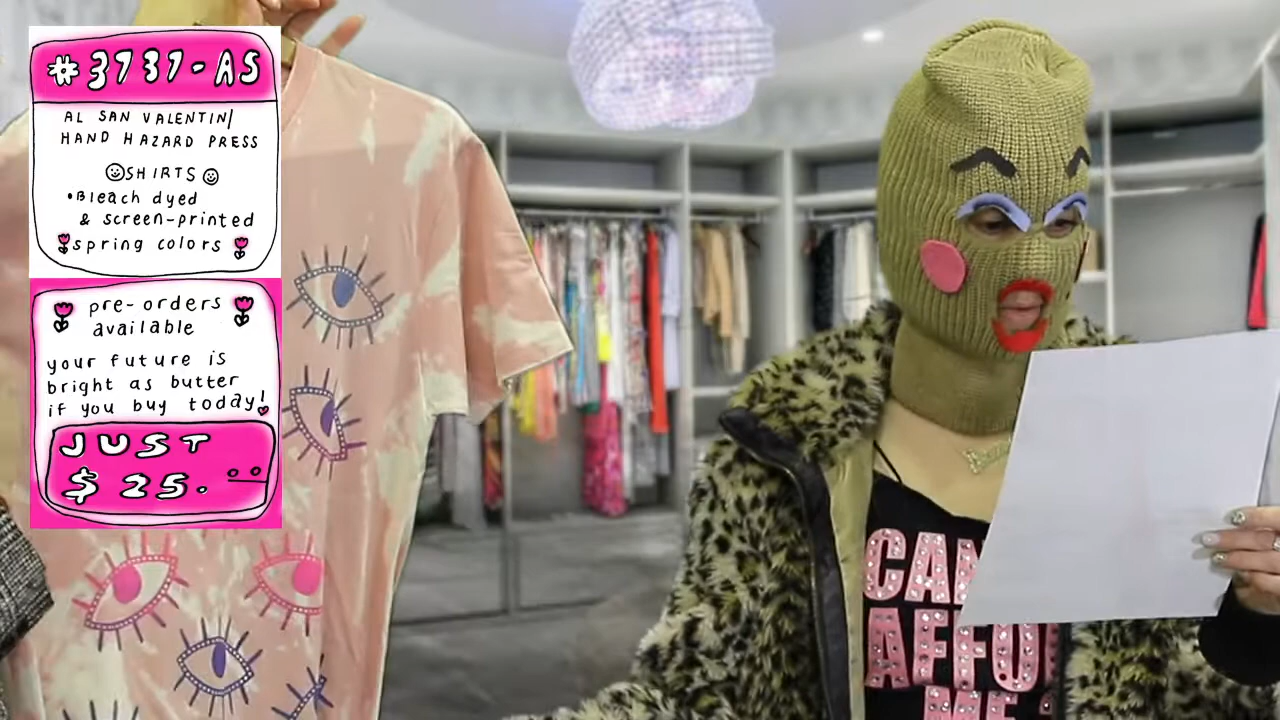 #3737-AS
AL SAN VALENTIN/
HAND HAZARD PRESS
SHIRTS
•Bleach dyed
& screen-printed
spring colors
pre-orders
available
your future is
bright as butter
if you buy today!
JUST
$25.
CAN
AFFO
ME